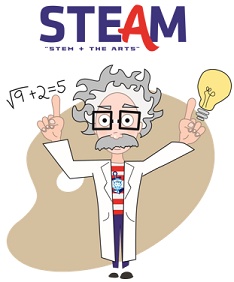 STEAM
"STEM + THE ARTS"
√9+2=5